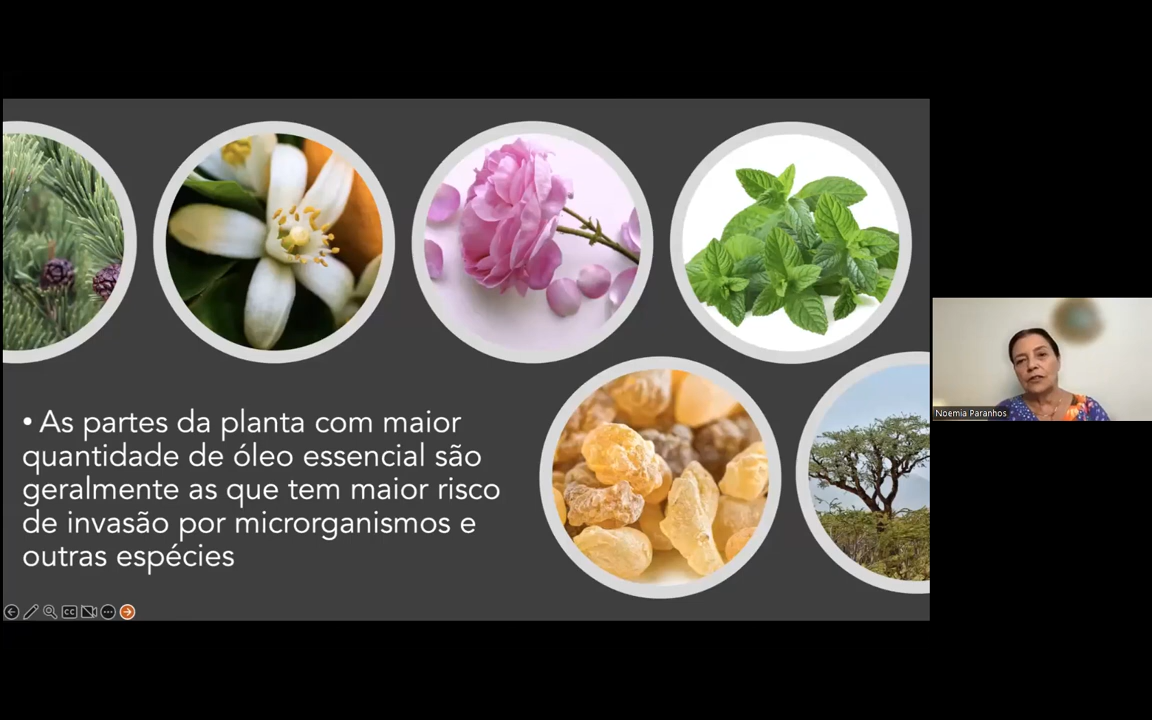 • As partes da planta com maior
quantidade de óleo essencial são
geralmente as que tem maior risco
de invasão por microrganismos e
outras espécies
Noemia Paranhos
CC